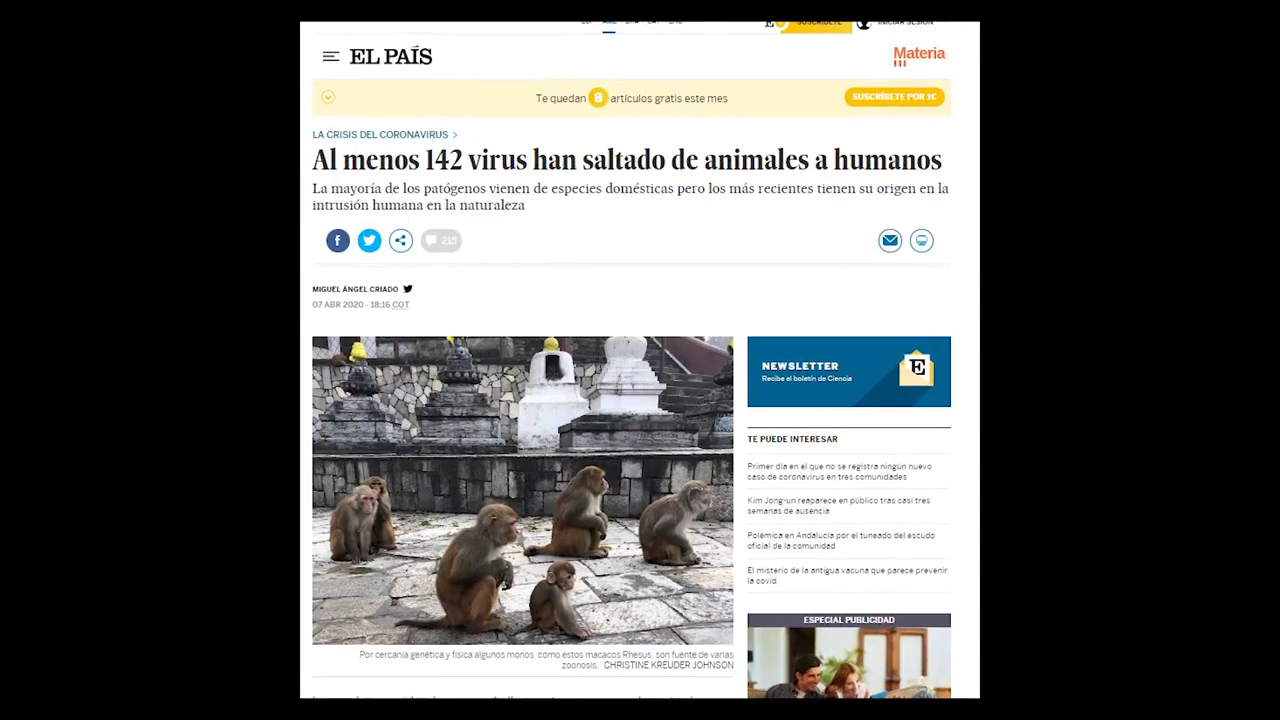 SUSCRÍBETE
INICIAR SESIÓN
EL PAÍS
Materia
Te quedan 8 artículos gratis este mes
SUSCRÍBETE POR 1€
LA CRISIS DEL CORONAVIRUS >
Al menos 142 virus han saltado de animales a humanos
La mayoría de los patógenos vienen de especies domésticas pero los más recientes tienen su origen en la
intrusión humana en la naturaleza
f
215
MIGUEL ÁNGEL CRIADO
07 ABR 2020 - 18:16 COT
NEWSLETTER
Recibe el boletín de Ciencia
E
TE PUEDE INTERESAR
Primer día en el que no se registra ningún nuevo
caso de coronavirus en tres comunidades
Kim Jong-un reaparece en público tras casi tres
semanas de ausencia
Polémica en Andalucía por el tuneado del escudo
oficial de la comunidad
El misterio de la antigua vacuna que parece prevenir
la covid
ESPECIAL PUBLICIDAD
Por cercanía genética y física algunos monos, como estos macacos Rhesus, son fuente de varias
zoonosis. CHRISTINE KREUDER JOHNSON